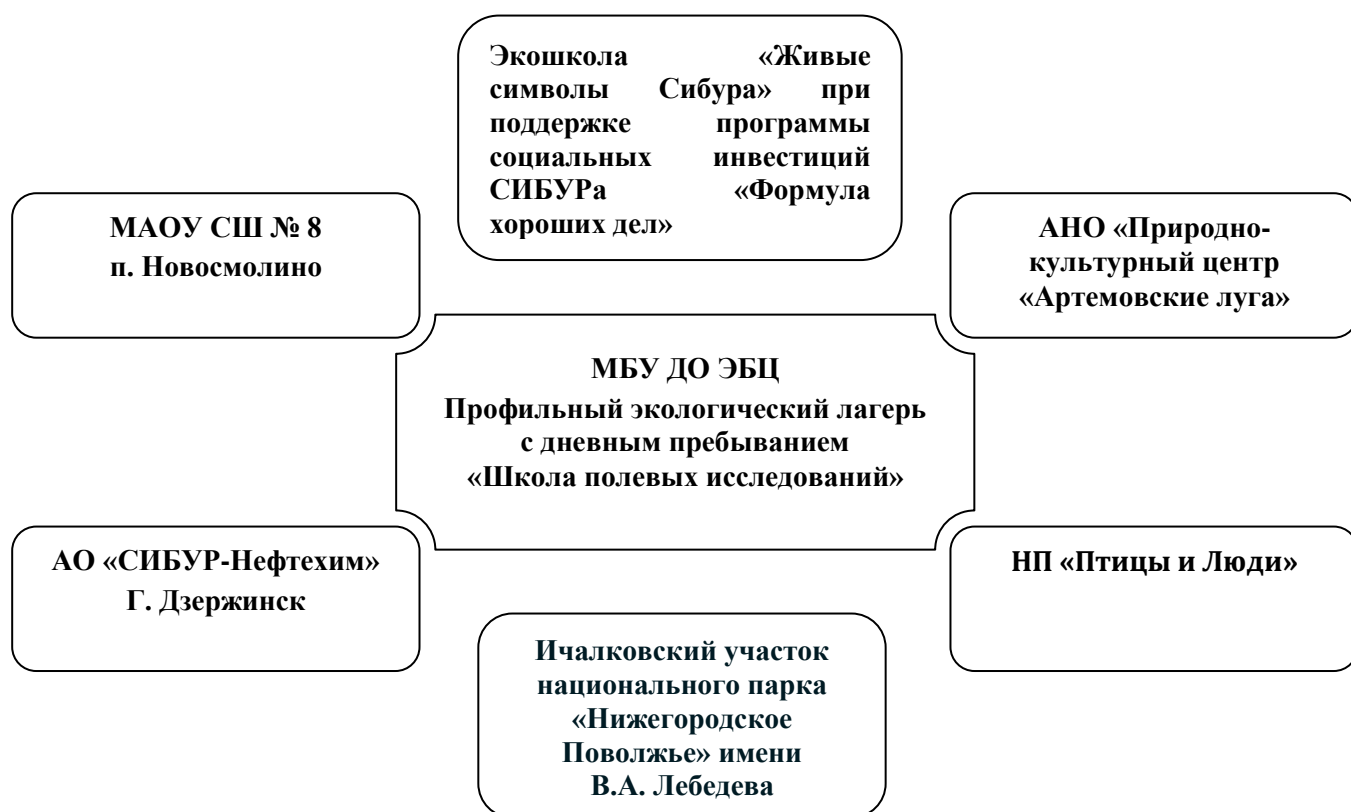 Экошкола «Живые
символы Сибура» при
поддержке программы
социальных инвестиций
СИБУРа «Формула
хороших дел»
МАОУ СШ № 8
п. Новосмолино
АНО «Природно-
культурный центр
«Артемовские луга»
МБУ ДО ЭБЦ
Профильный экологический лагерь
с дневным пребыванием
«Школа полевых исследований»
АО «СИБУР-Нефтехим»
Г. Дзержинск
НП «Птицы и Люди»
Ичалковский участок
национального парка
«Нижегородское
Поволжье» имени
В.А. Лебедева